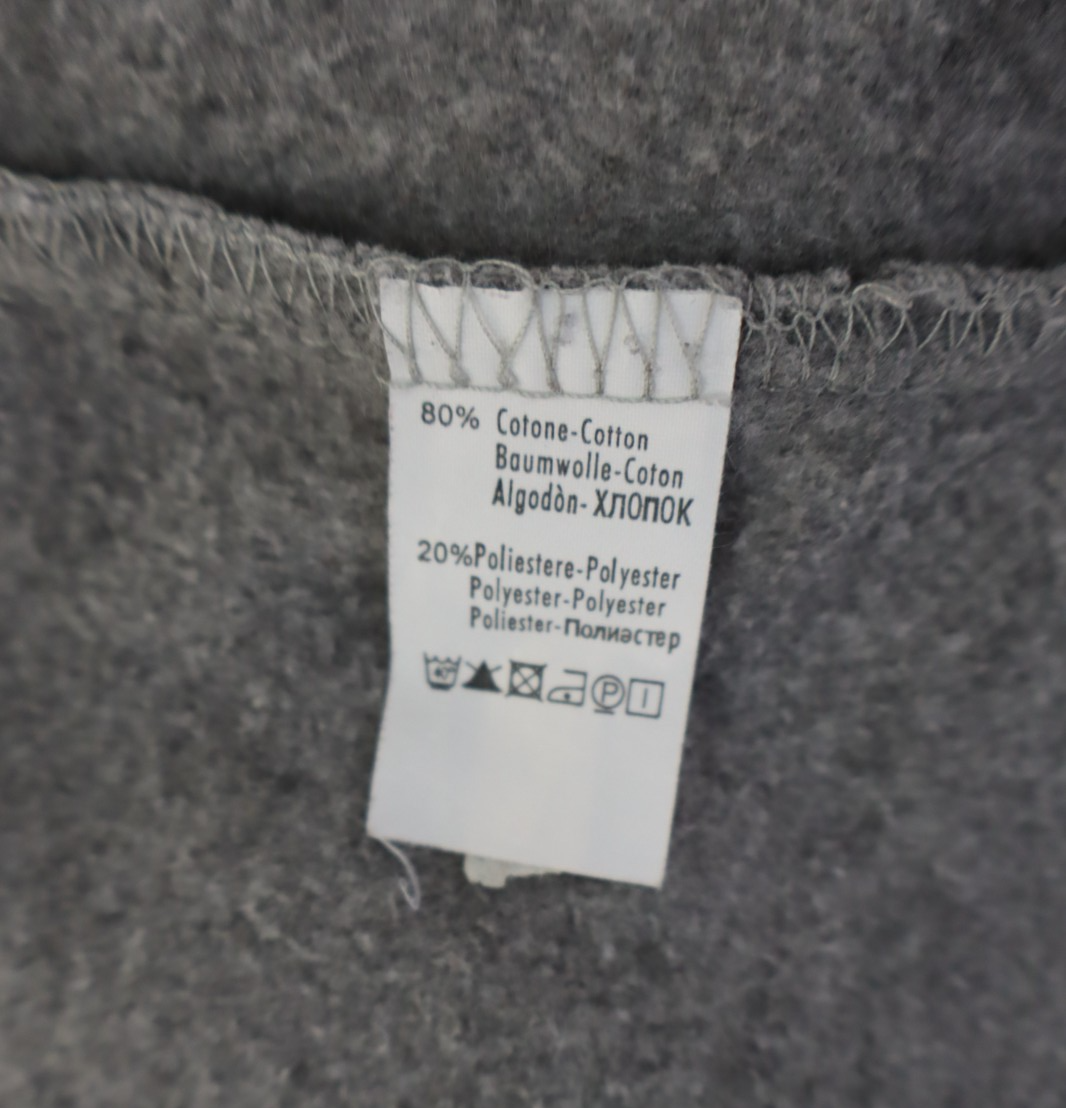 80% Cotone-Cotton
Baumwolle-Coton
Algodòn-ХЛОПОК
20%Poliestere-Polyester
Polyester-Polyester
Poliester-Полиэстер
P